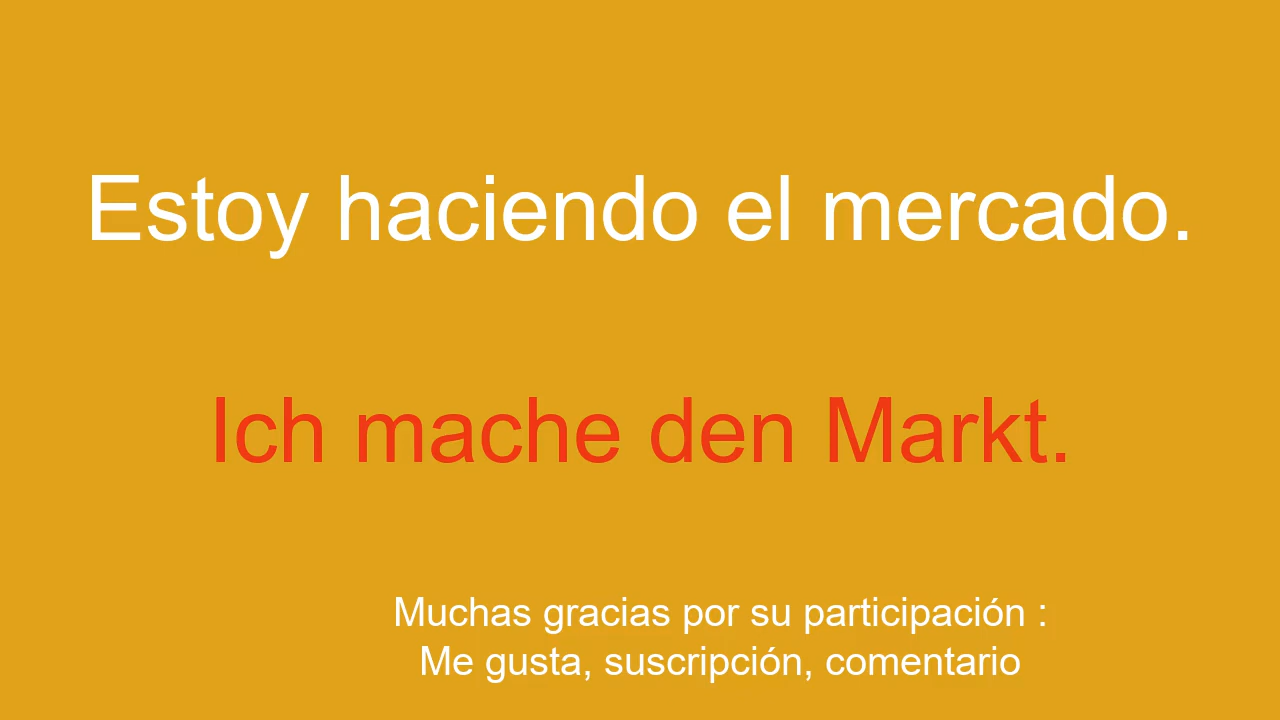 Estoy haciendo el mercado.
Ich mache den Markt.
Muchas gracias por su participación :
Me gusta, suscripción, comentario